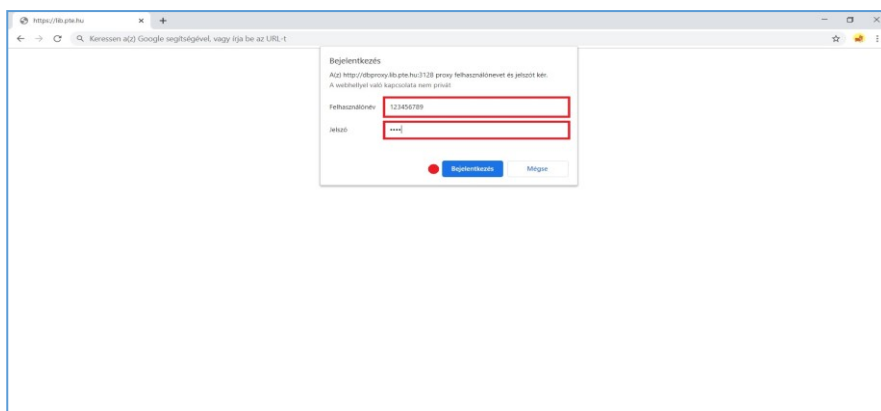 https://lib.pte.hu
Keressen a(z) Google segítségével, vagy írja be az URL-t
Bejelentkezés
A(z) http://dbproxy.lib.pte.hu:3128 proxy felhasználónevet és jelszót kér.
A webhellyel való kapcsolata nem privát
Felhasználónév 123456789
Jelszó ••••
Bejelentkezés Mégse